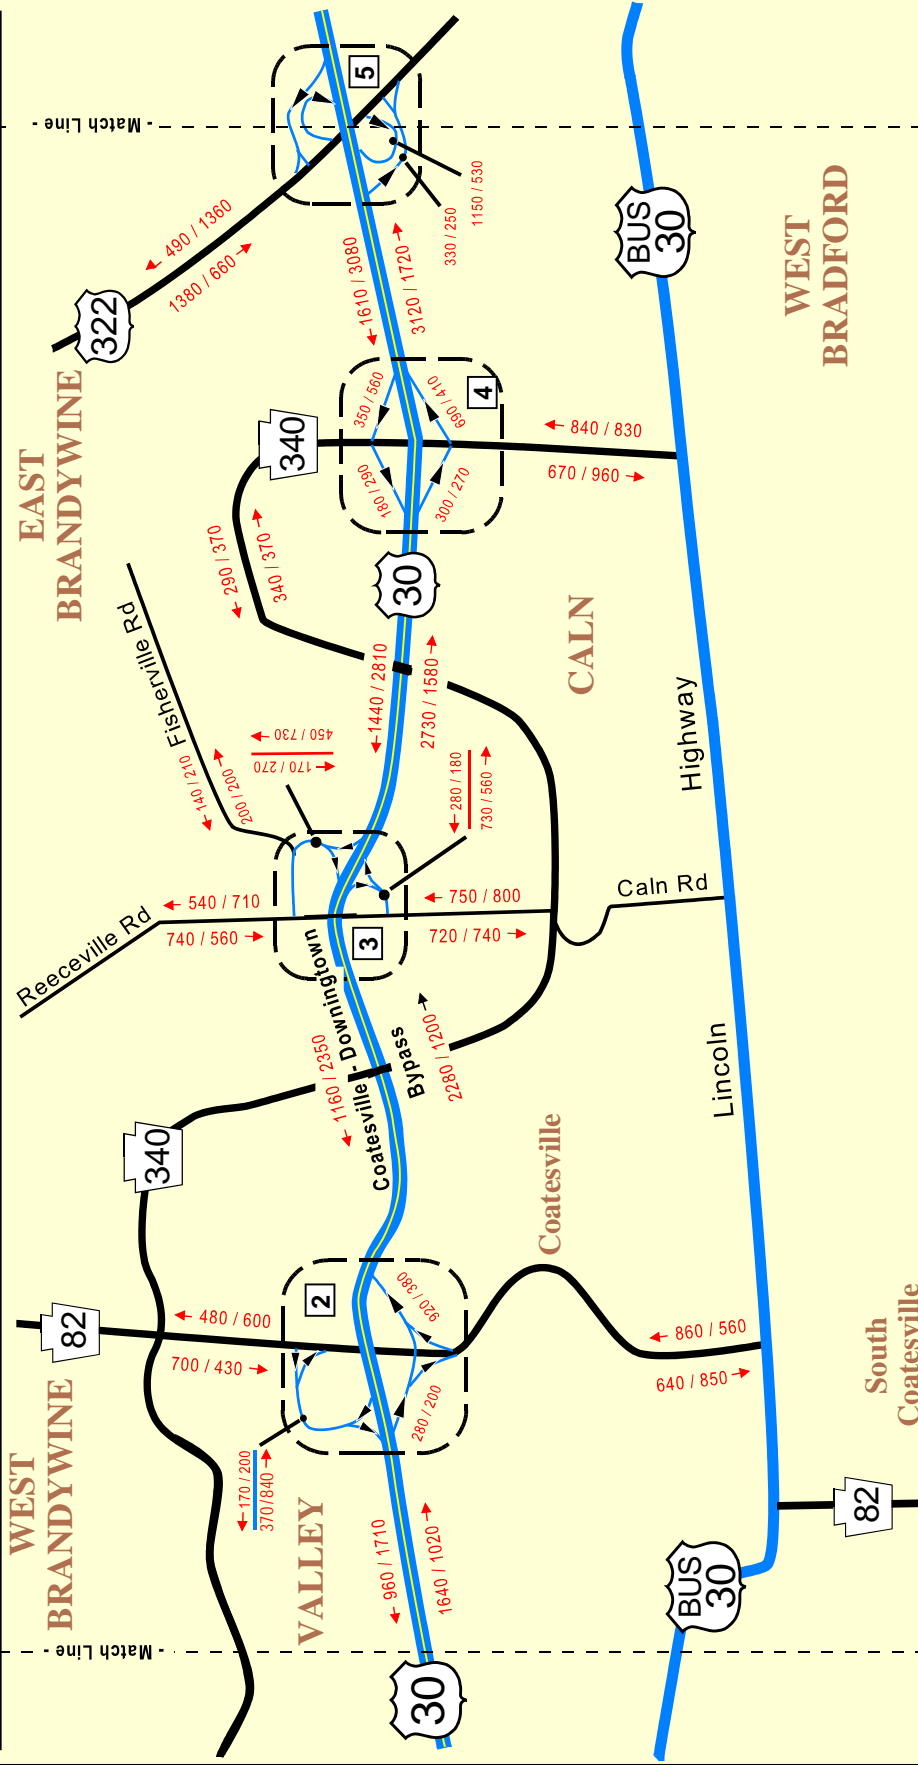 - Match Line -
5
490 / 1360
1380 / 660
322
330 / 250
1150 / 530
1610 / 3080
3120 / 1720
BUS
30
WEST
BRADFORD
EAST
BRANDYWINE
340
350 / 560
690 / 410
4
180 / 290
300 / 270
840 / 830
670 / 960
290 / 370
340 / 370
30
CALN
Fisherville Rd
140 / 210
200 / 200
1440 / 2810
2730 / 1580
450 / 730
170 / 270
280 / 180
730 / 560
Highway
Reeceville Rd
540 / 710
740 / 560
3
750 / 800
720 / 740
Caln Rd
Coatesville - Downingtown
Bypass
1160 / 2350
2280 / 1200
Lincoln
340
Coatesville
82
480 / 600
700 / 430
2
920 / 380
280 / 200
860 / 560
640 / 850
South
Coatesville
WEST
BRANDYWINE
170 / 200
370/840
VALLEY
960 / 1710
1640 / 1020
82
BUS
30
- Match Line -
30